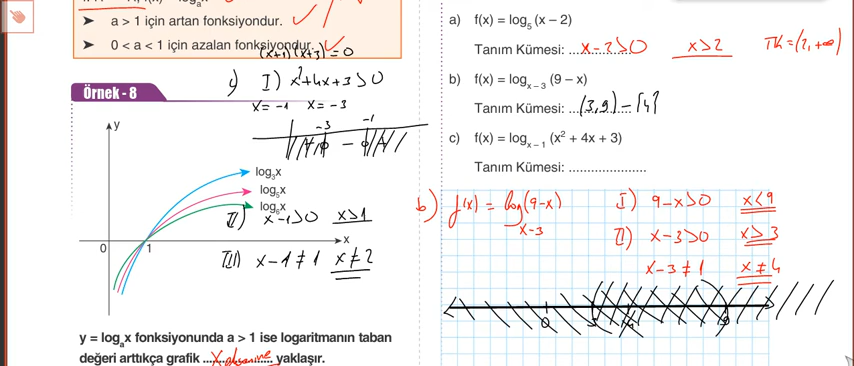 ➤ a > 1 için artan fonksiyondur.
➤ 0 < a < 1 için azalan fonksiyondur.
(x+1)(x+3)=0
c) I) x²+4x+3>0
x=-1 x=-3
-3 -1
Örnek - 8
y
log₃x
log₅x
log₆x
0 1 x
II) x-1>0 x>1
III) x-1≠1 x≠2
y = logₐx fonksiyonunda a > 1 ise logaritmanın taban
değeri arttıkça grafik ...x eksenine... yaklaşır.
a) f(x) = log₅ (x – 2)
Tanım Kümesi: ...x-2>0 x>2 TK=(2,+∞)
b) f(x) = logₓ₋₃ (9 – x)
Tanım Kümesi: ...(3,9)-{4}
c) f(x) = logₓ₋₁ (x² + 4x + 3)
Tanım Kümesi: .....................
b) f(x) = logₓ₋₃(9-x) I) 9-x>0 x<9
II) x-3>0 x>3
x-3≠1 x≠4
0